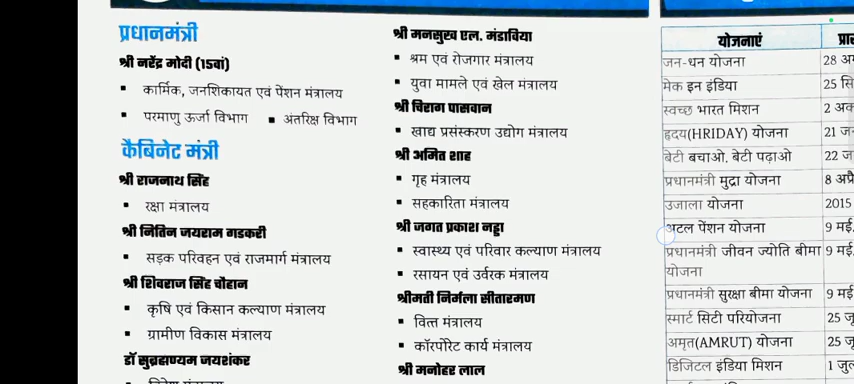 प्रधानमंत्री
श्री नरेंद्र मोदी (15वां)
▪ कार्मिक, जनशिकायत एवं पेंशन मंत्रालय
▪ परमाणु ऊर्जा विभाग ▪ अंतरिक्ष विभाग
कैबिनेट मंत्री
श्री राजनाथ सिंह
▪ रक्षा मंत्रालय
श्री नितिन जयराम गडकरी
▪ सड़क परिवहन एवं राजमार्ग मंत्रालय
श्री शिवराज सिंह चौहान
▪ कृषि एवं किसान कल्याण मंत्रालय
▪ ग्रामीण विकास मंत्रालय
डॉ सुब्रह्मण्यम जयशंकर
श्री मनसुख एल. मंडाविया
▪ श्रम एवं रोजगार मंत्रालय
▪ युवा मामले एवं खेल मंत्रालय
श्री चिराग पासवान
▪ खाद्य प्रसंस्करण उद्योग मंत्रालय
श्री अमित शाह
▪ गृह मंत्रालय
▪ सहकारिता मंत्रालय
श्री जगत प्रकाश नड्डा
▪ स्वास्थ्य एवं परिवार कल्याण मंत्रालय
▪ रसायन एवं उर्वरक मंत्रालय
श्रीमती निर्मला सीतारमण
▪ वित्त मंत्रालय
▪ कॉरपोरेट कार्य मंत्रालय
श्री मनोहर लाल
योजनाएं
जन-धन योजना 28
मेक इन इंडिया 25
स्वच्छ भारत मिशन 2
हृदय(HRIDAY) योजना 21
बेटी बचाओ, बेटी पढ़ाओ 22
प्रधानमंत्री मुद्रा योजना 8
उजाला योजना 2015
अटल पेंशन योजना 9 मई,
प्रधानमंत्री जीवन ज्योति बीमा 9 मई,
योजना
प्रधानमंत्री सुरक्षा बीमा योजना 9 मई
स्मार्ट सिटी परियोजना 25
अमृत(AMRUT) योजना 25
डिजिटल इंडिया मिशन 1